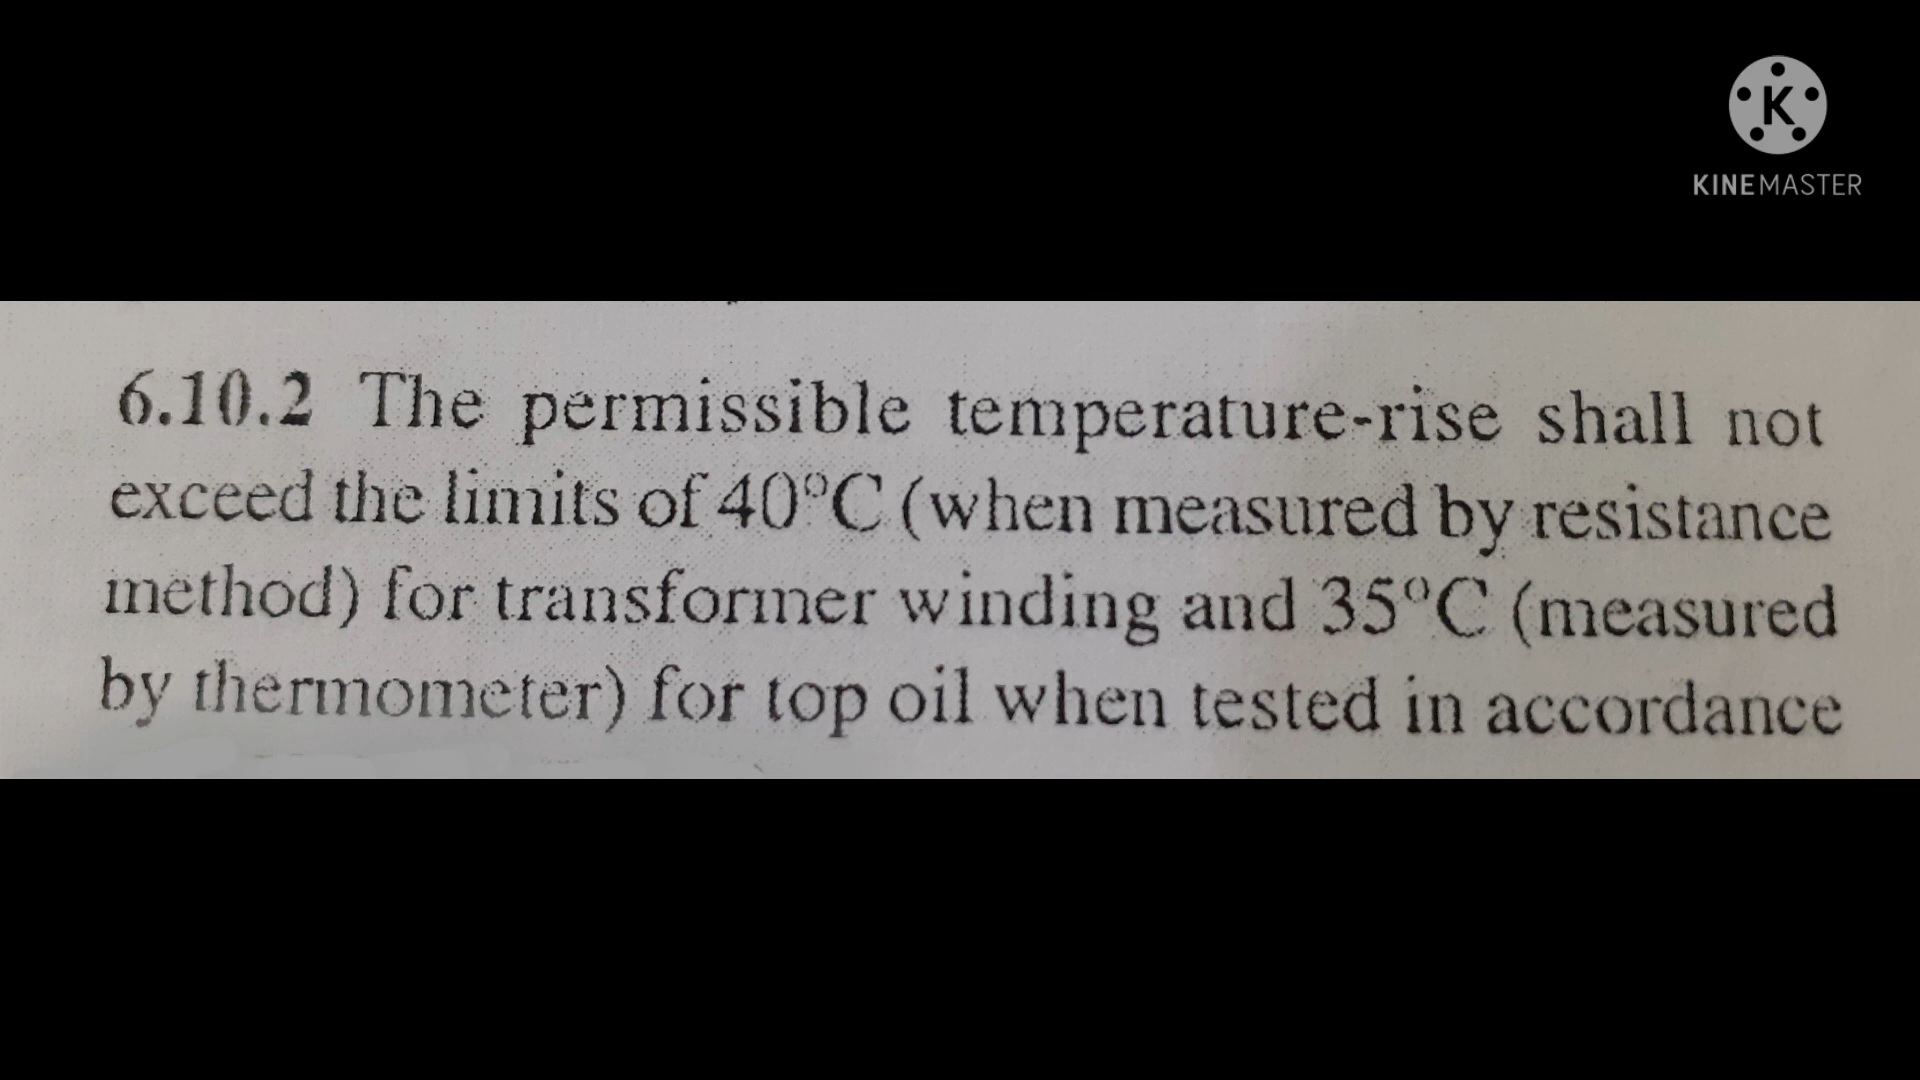 KINEMASTER
6.10.2 The permissible temperature-rise shall not
exceed the limits of 40°C (when measured by resistance
method) for transformer winding and 35°C (measured
by thermometer) for top oil when tested in accordance